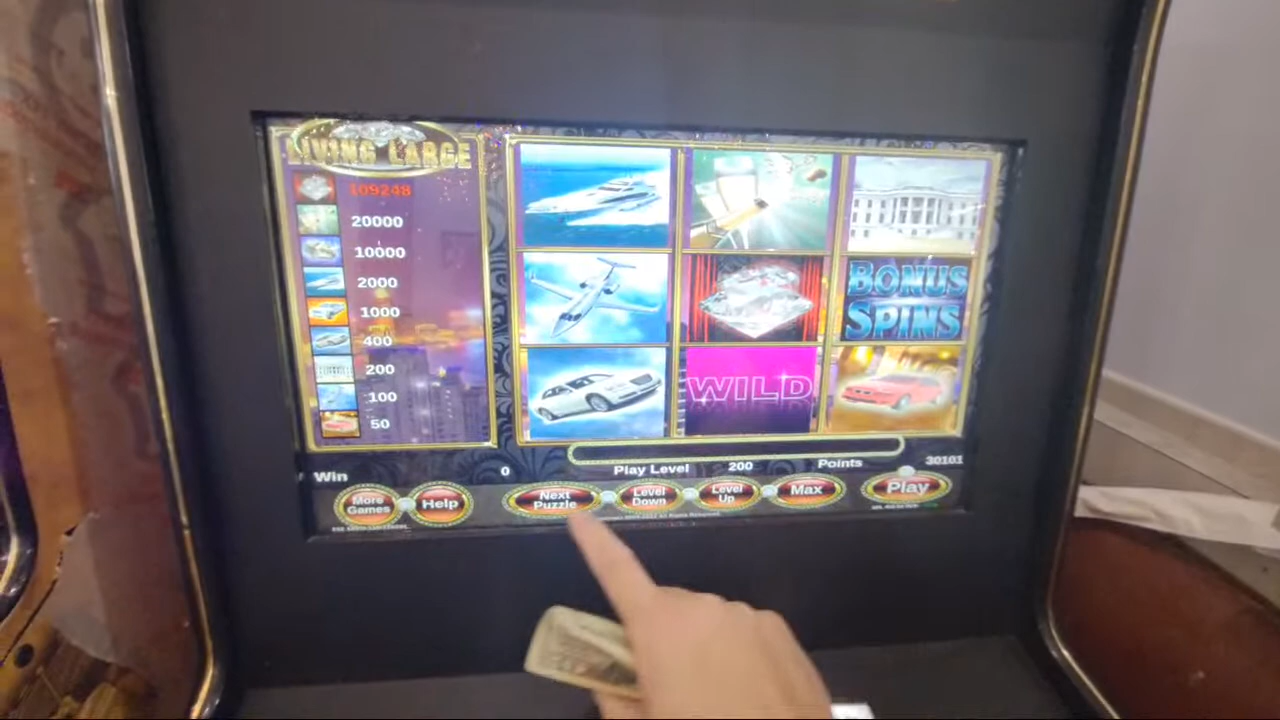 LIVING LARGE
109248
20000
10000
2000
1000
400
200
100
50
BONUS
SPINS
WILD
Win
0
Play Level
200
Points
30101
More
Games
Help
Next
Puzzle
Level
Down
Level
Up
Max
Play